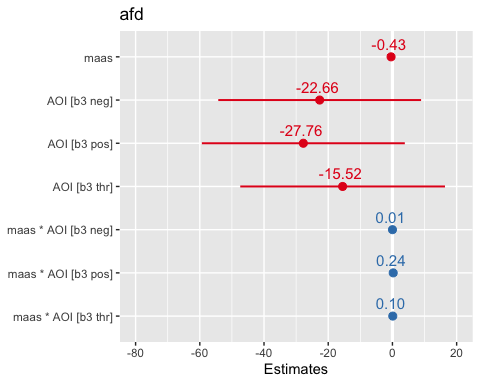 afd
maas
-0.43
AOI [b3 neg]
-22.66
AOI [b3 pos]
-27.76
AOI [b3 thr]
-15.52
maas * AOI [b3 neg]
0.01
maas * AOI [b3 pos]
0.24
maas * AOI [b3 thr]
0.10
-80 -60 -40 -20 0 20
Estimates